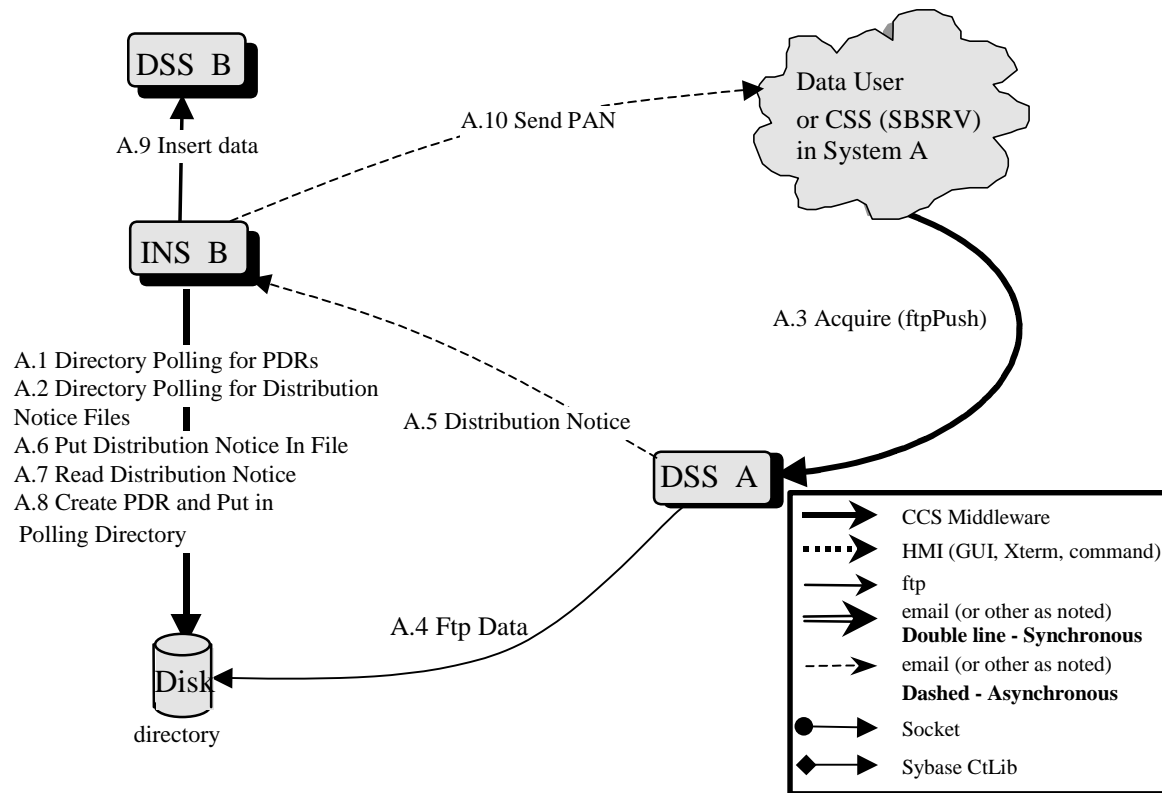 DSS B
Data User
or CSS (SBSRV)
in System A
A.10 Send PAN
A.9 Insert data
INS B
A.3 Acquire (ftpPush)
A.1 Directory Polling for PDRs
A.2 Directory Polling for Distribution
Notice Files
A.6 Put Distribution Notice In File
A.7 Read Distribution Notice
A.8 Create PDR and Put in
Polling Directory
A.5 Distribution Notice
DSS A
A.4 Ftp Data
Disk
directory
CCS Middleware
HMI (GUI, Xterm, command)
ftp
email (or other as noted)
Double line - Synchronous
email (or other as noted)
Dashed - Asynchronous
Socket
Sybase CtLib